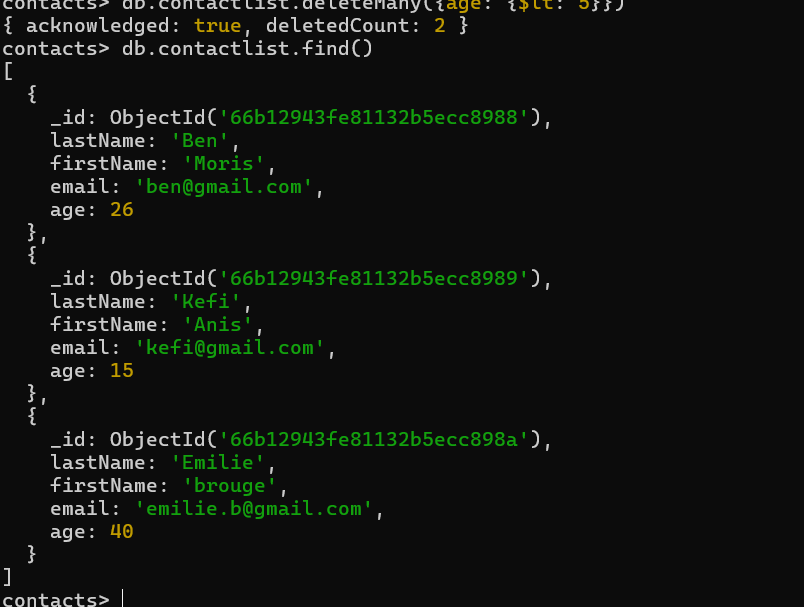 contacts> db.contactlist.deleteMany({age: {$lt: 5}})
{ acknowledged: true, deletedCount: 2 }
contacts> db.contactlist.find()
[
  {
    _id: ObjectId('66b12943fe81132b5ecc8988'),
    lastName: 'Ben',
    firstName: 'Moris',
    email: 'ben@gmail.com',
    age: 26
  },
  {
    _id: ObjectId('66b12943fe81132b5ecc8989'),
    lastName: 'Kefi',
    firstName: 'Anis',
    email: 'kefi@gmail.com',
    age: 15
  },
  {
    _id: ObjectId('66b12943fe81132b5ecc898a'),
    lastName: 'Emilie',
    firstName: 'brouge',
    email: 'emilie.b@gmail.com',
    age: 40
  }
]
contacts>